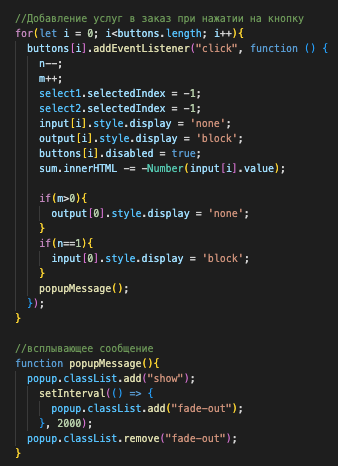 //Добавление услуг в заказ при нажатии на кнопку
for(let i = 0; i<buttons.length; i++){
  buttons[i].addEventListener("click", function () {
    n--;
    m++;
    select1.selectedIndex = -1;
    select2.selectedIndex = -1;
    input[i].style.display = 'none';
    output[i].style.display = 'block';
    buttons[i].disabled = true;
    sum.innerHTML -= -Number(input[i].value);

    if(m>0){
      output[0].style.display = 'none';
    }
    if(n==1){
      input[0].style.display = 'block';
    }
    popupMessage();
  });
}

//всплывающее сообщение
function popupMessage(){
  popup.classList.add("show");
    setInterval(() => {
      popup.classList.add("fade-out");
    }, 2000);
  popup.classList.remove("fade-out");
}